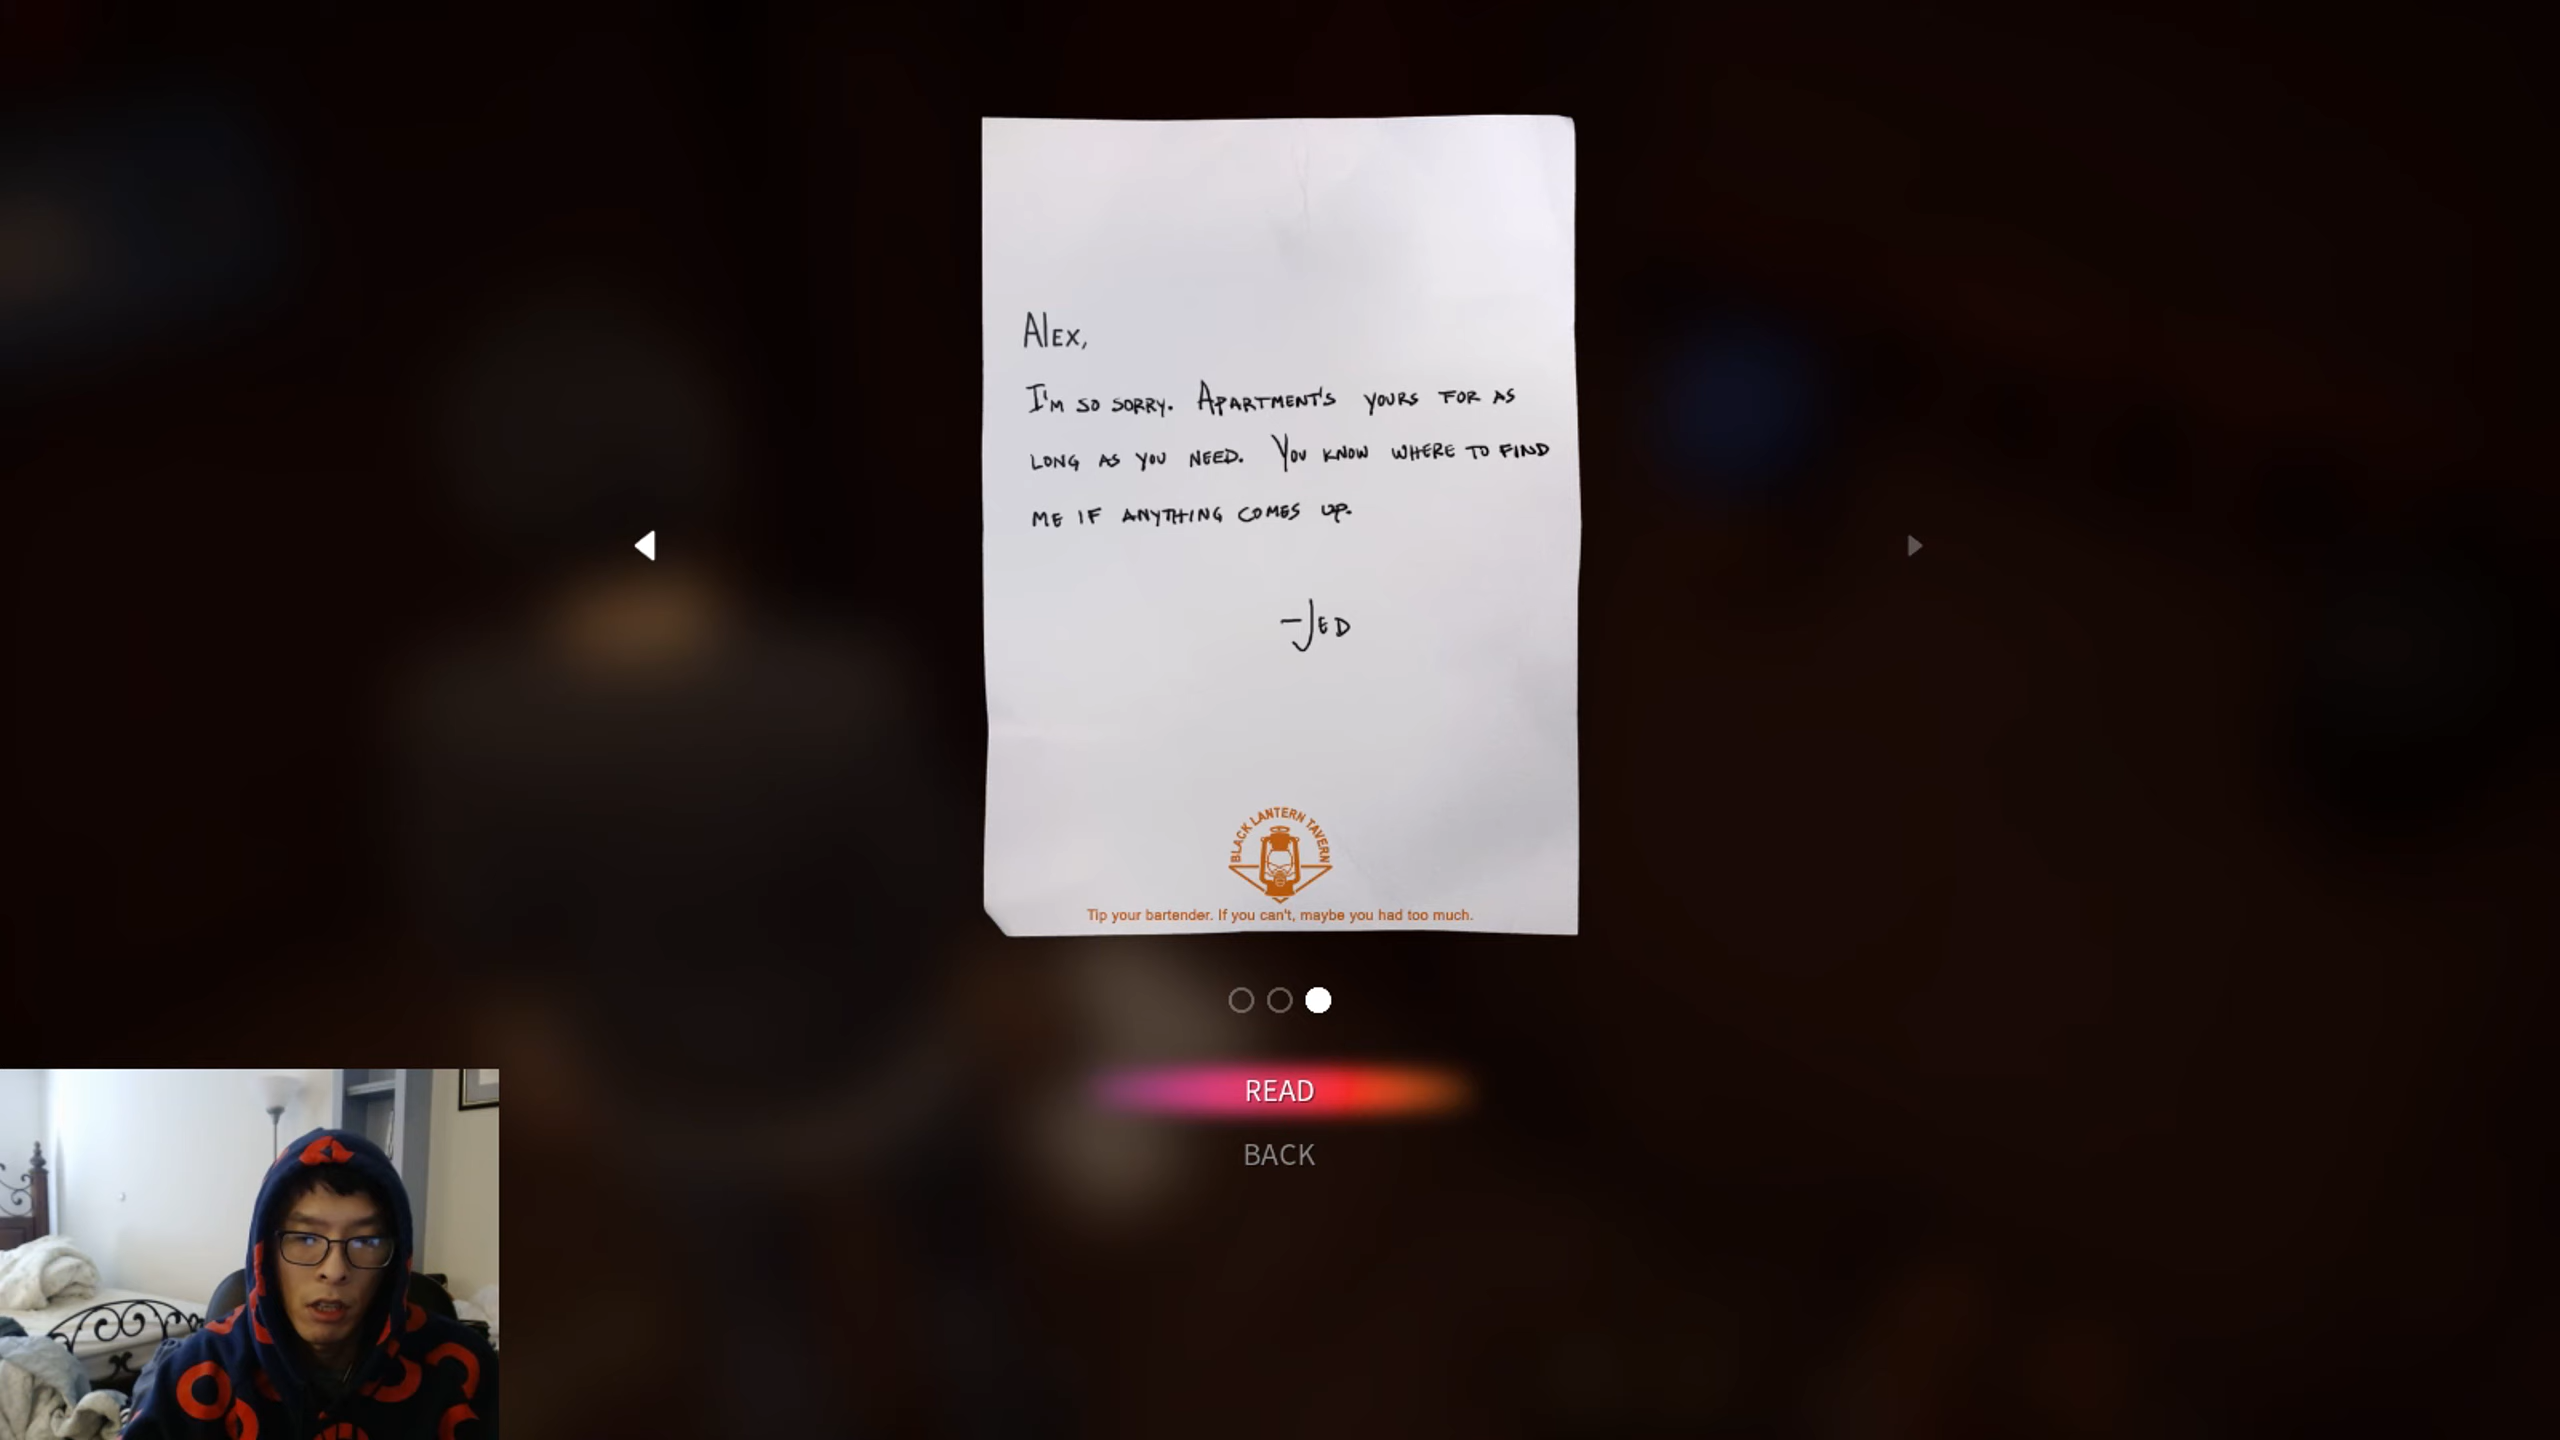 Alex,
I'm so sorry. Apartment's yours for as
long as you need. You know where to find
me if anything comes up.
-Jed
BLACK LANTERN TAVERN
Tip your bartender. If you can't, maybe you had too much.
READ
BACK